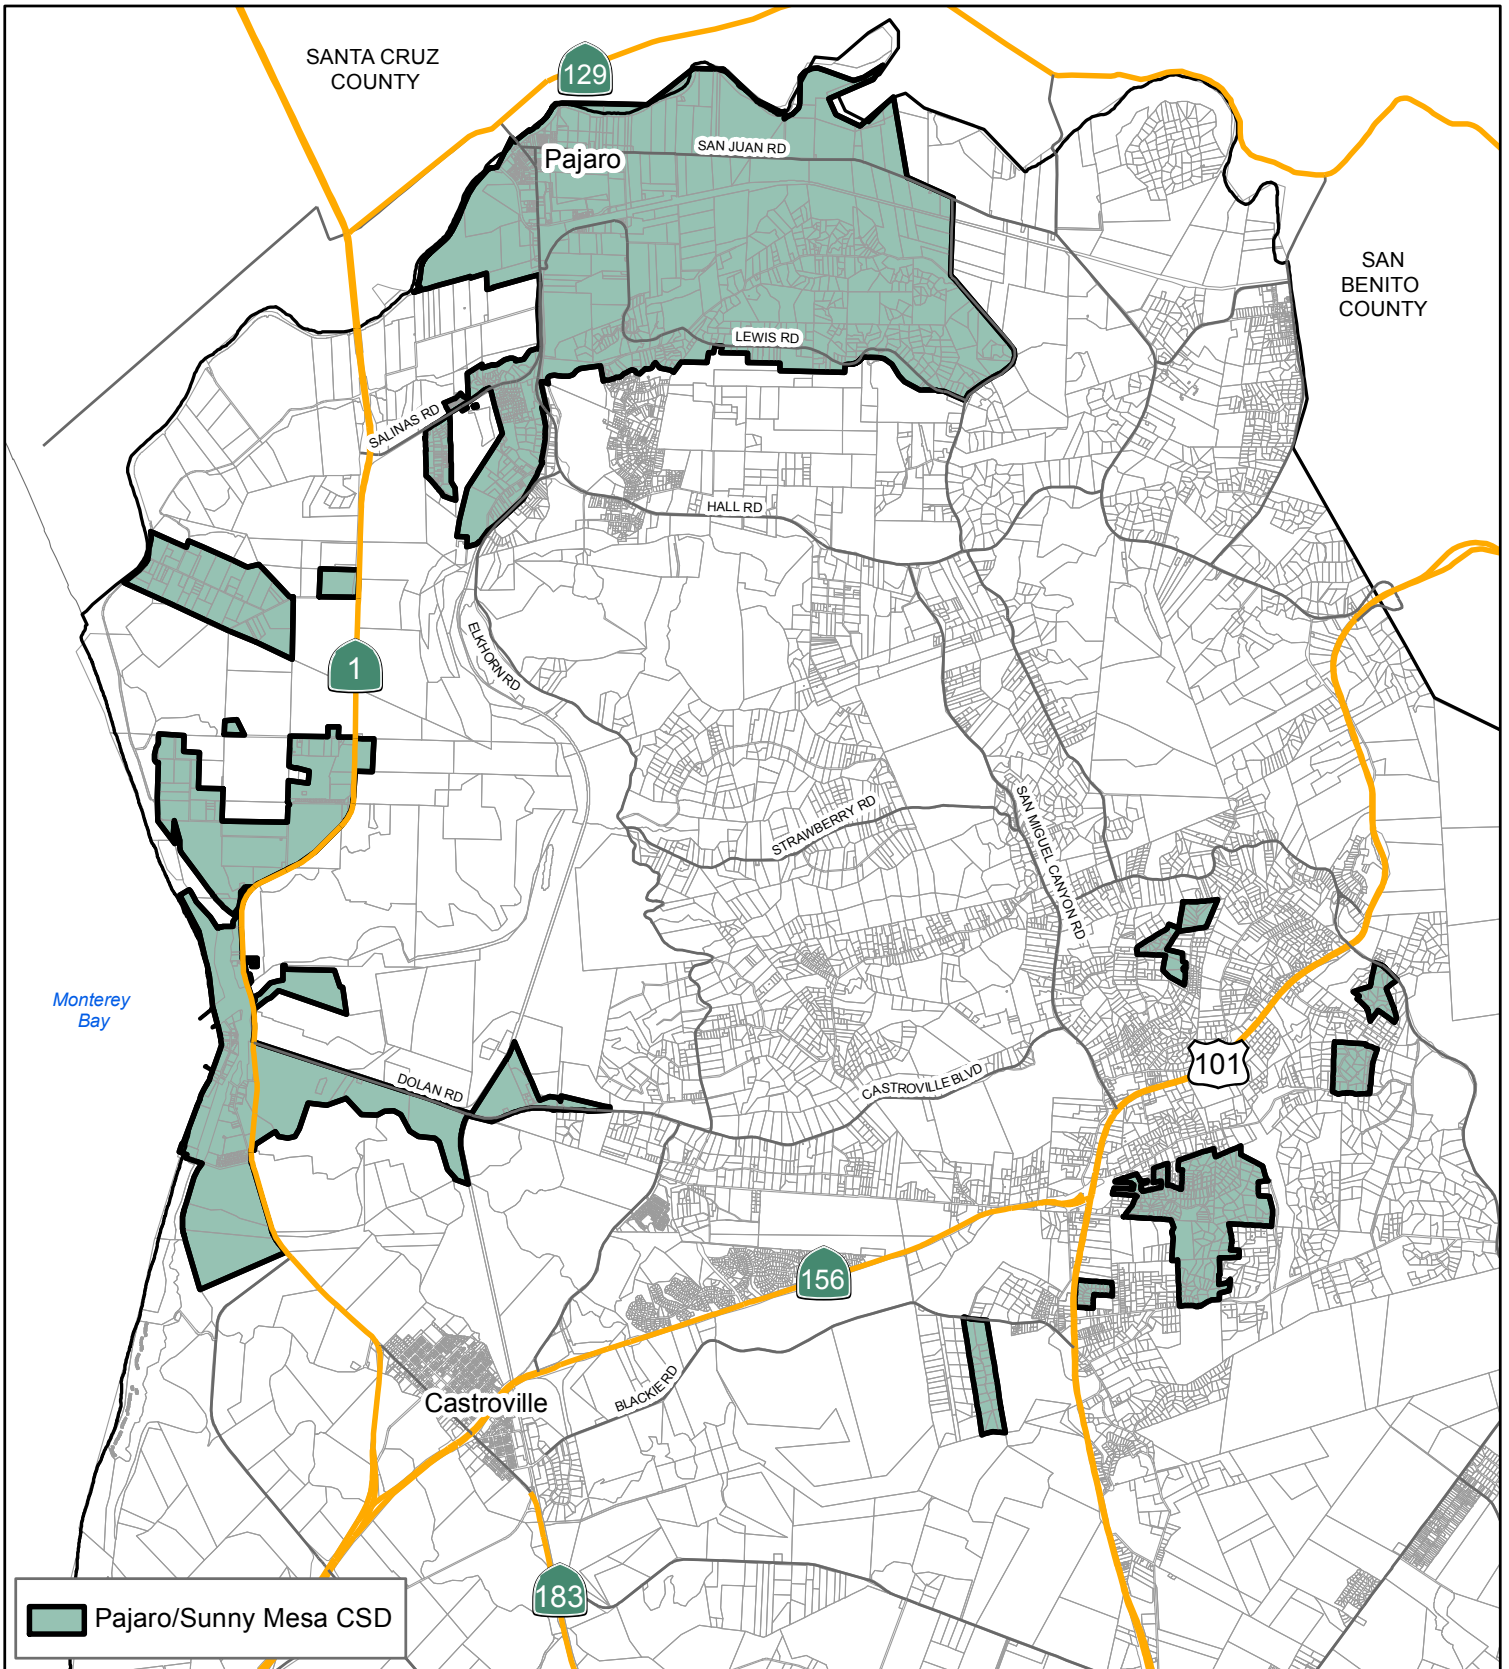 SANTA CRUZ
COUNTY
129
Pajaro
SAN JUAN RD
SAN
BENITO
COUNTY
LEWIS RD
SALINAS RD
HALL RD
1
ELKHORN RD
STRAWBERRY RD
SAN MIGUEL CANYON RD
Monterey
Bay
101
DOLAN RD
CASTROVILLE BLVD
156
BLACKIE RD
Castroville
183
Pajaro/Sunny Mesa CSD